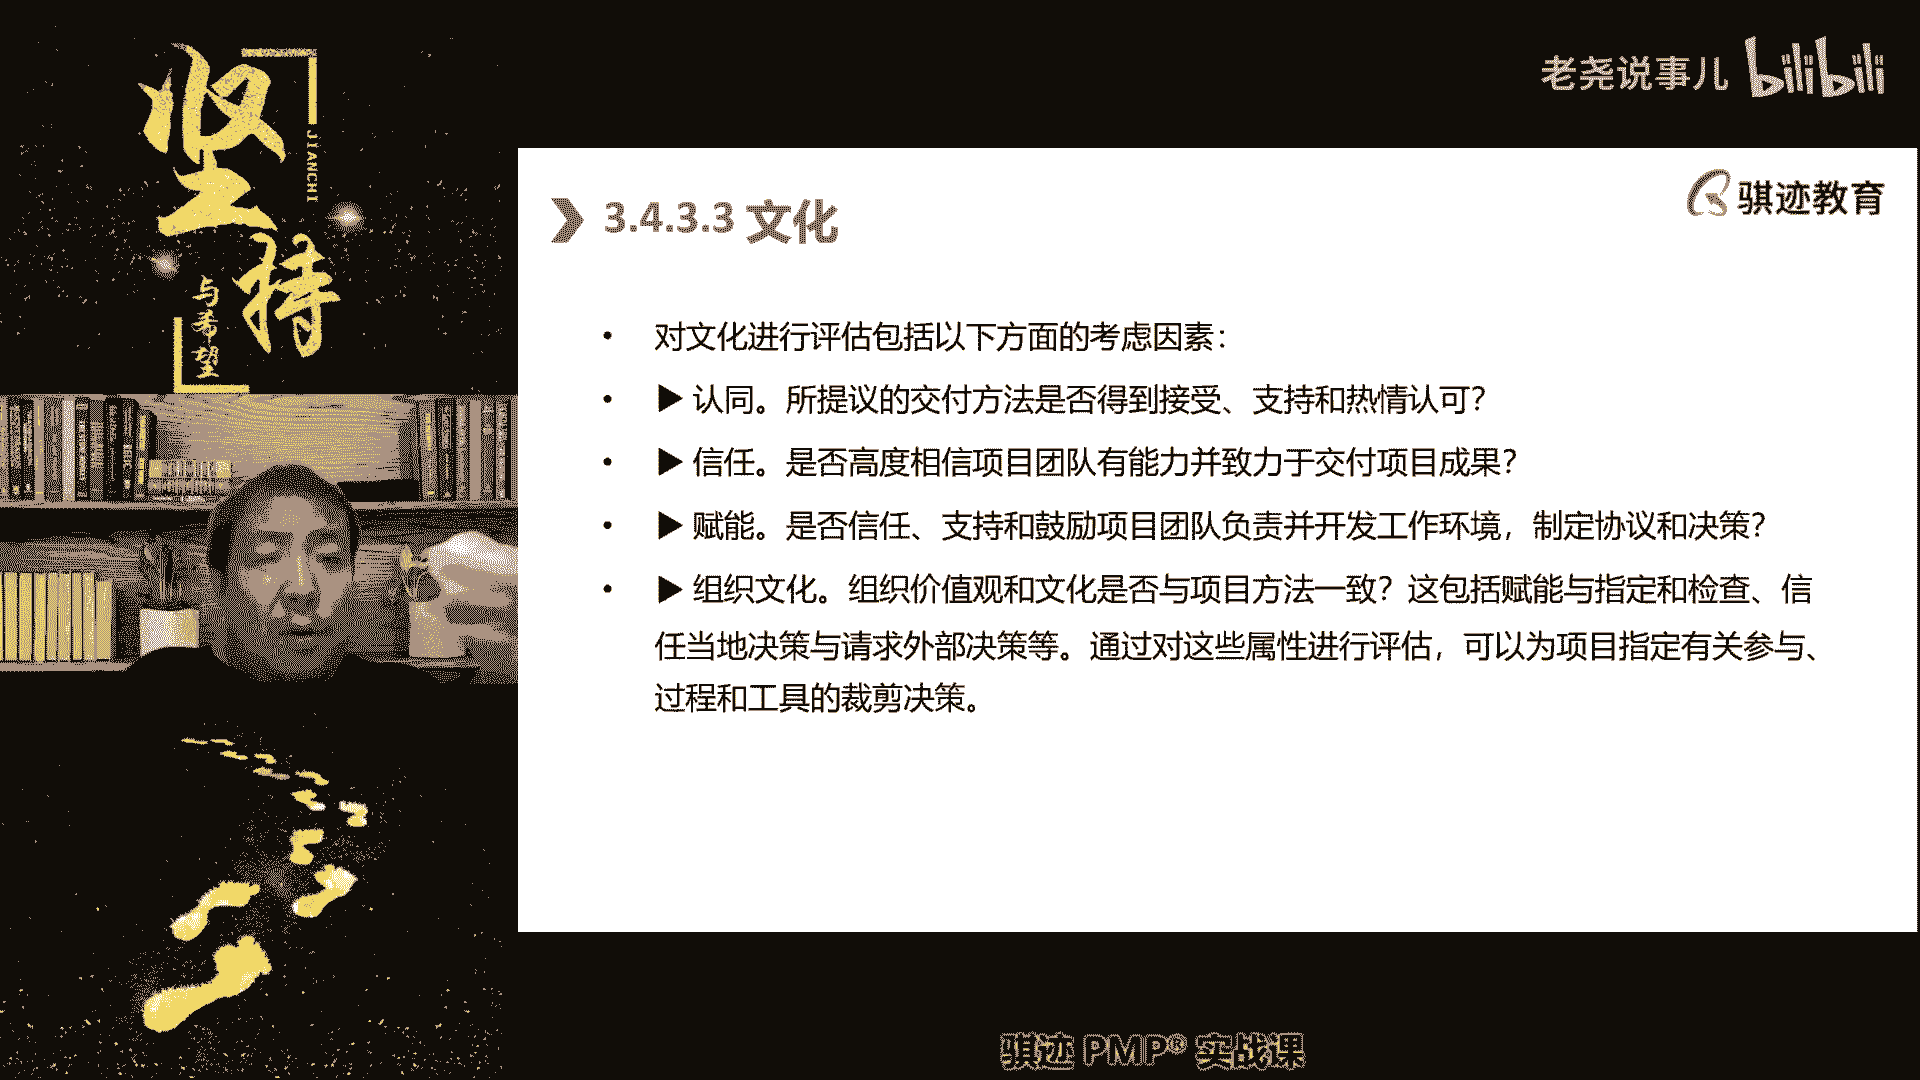 坚持
JIANCHI
与希望
老尧说事儿 bilibili
骐迹教育
3.4.3.3 文化
• 对文化进行评估包括以下方面的考虑因素：
• ▶ 认同。所提议的交付方法是否得到接受、支持和热情认可？
• ▶ 信任。是否高度相信项目团队有能力并致力于交付项目成果？
• ▶ 赋能。是否信任、支持和鼓励项目团队负责并开发工作环境，制定协议和决策？
• ▶ 组织文化。组织价值观和文化是否与项目方法一致？这包括赋能与指定和检查、信
任当地决策与请求外部决策等。通过对这些属性进行评估，可以为项目指定有关参与、
过程和工具的裁剪决策。
骐迹 PMP® 实战课